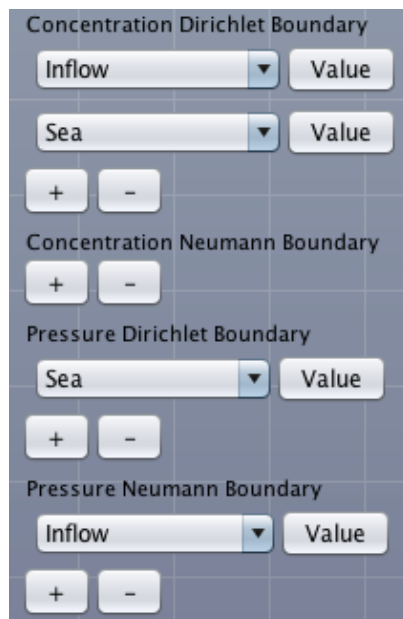 Concentration Dirichlet Boundary
Inflow Value
Sea Value
+ -
Concentration Neumann Boundary
+ -
Pressure Dirichlet Boundary
Sea Value
+ -
Pressure Neumann Boundary
Inflow Value
+ -